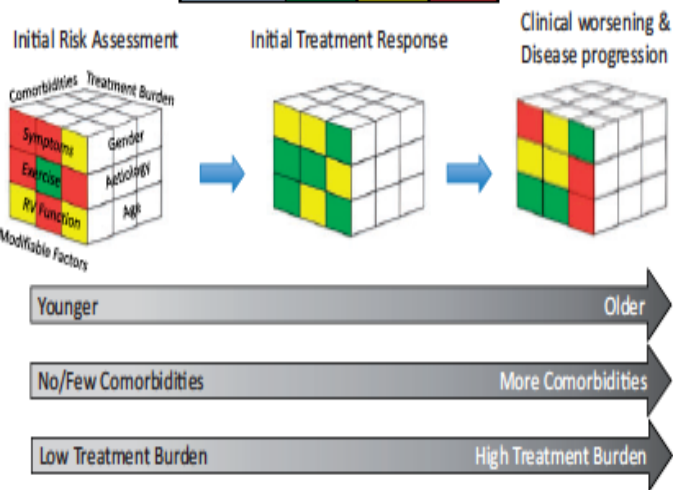 Initial Risk Assessment
Initial Treatment Response
Clinical worsening &
Disease progression
Comorbidities
Treatment Burden
Symptoms
Exercise
RV Function
Gender
Aetiology
Age
Modifiable Factors
Younger
Older
No/Few Comorbidities
More Comorbidities
Low Treatment Burden
High Treatment Burden